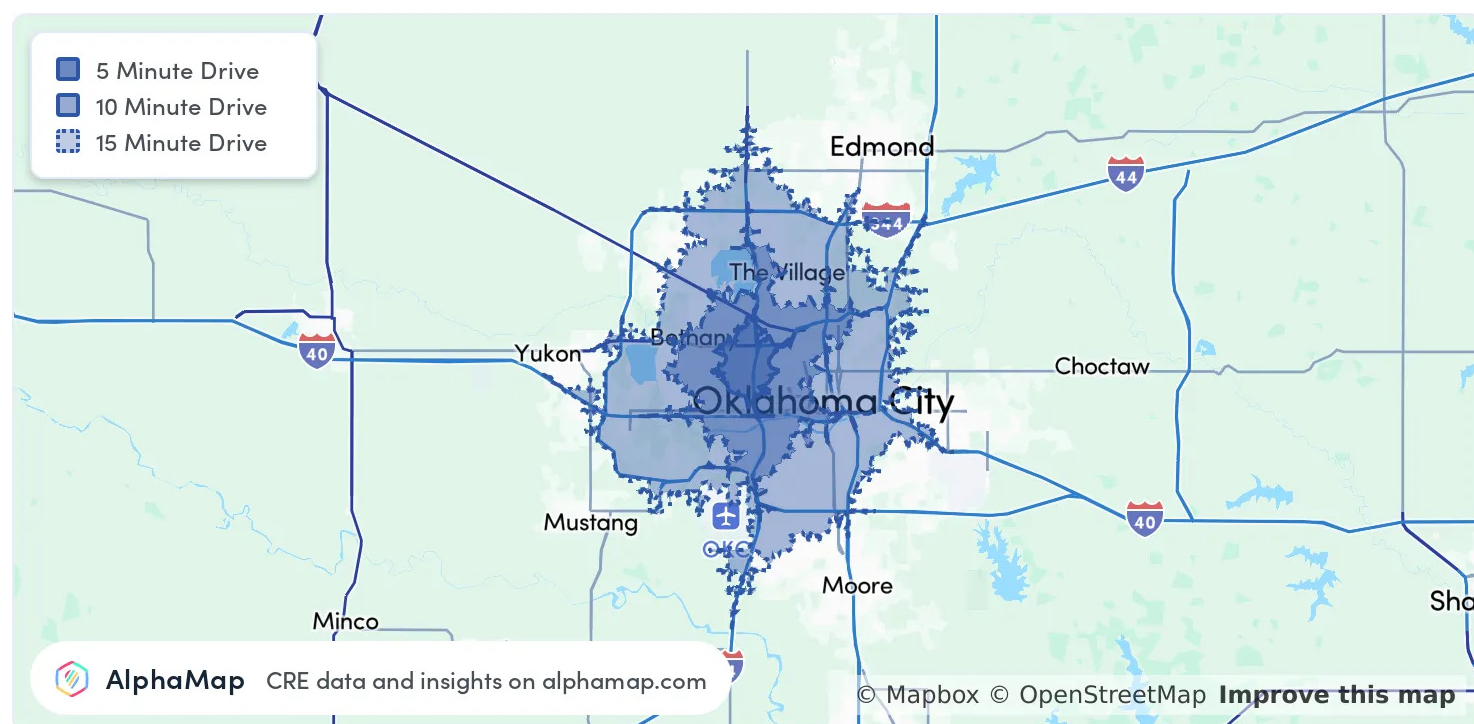 5 Minute Drive
10 Minute Drive
15 Minute Drive
Edmond
44
344
The Village
Bethany
40
Yukon
Choctaw
Oklahoma City
Mustang
OKC
40
Moore
Minco
Sha
AlphaMap CRE data and insights on alphamap.com
© Mapbox © OpenStreetMap Improve this map